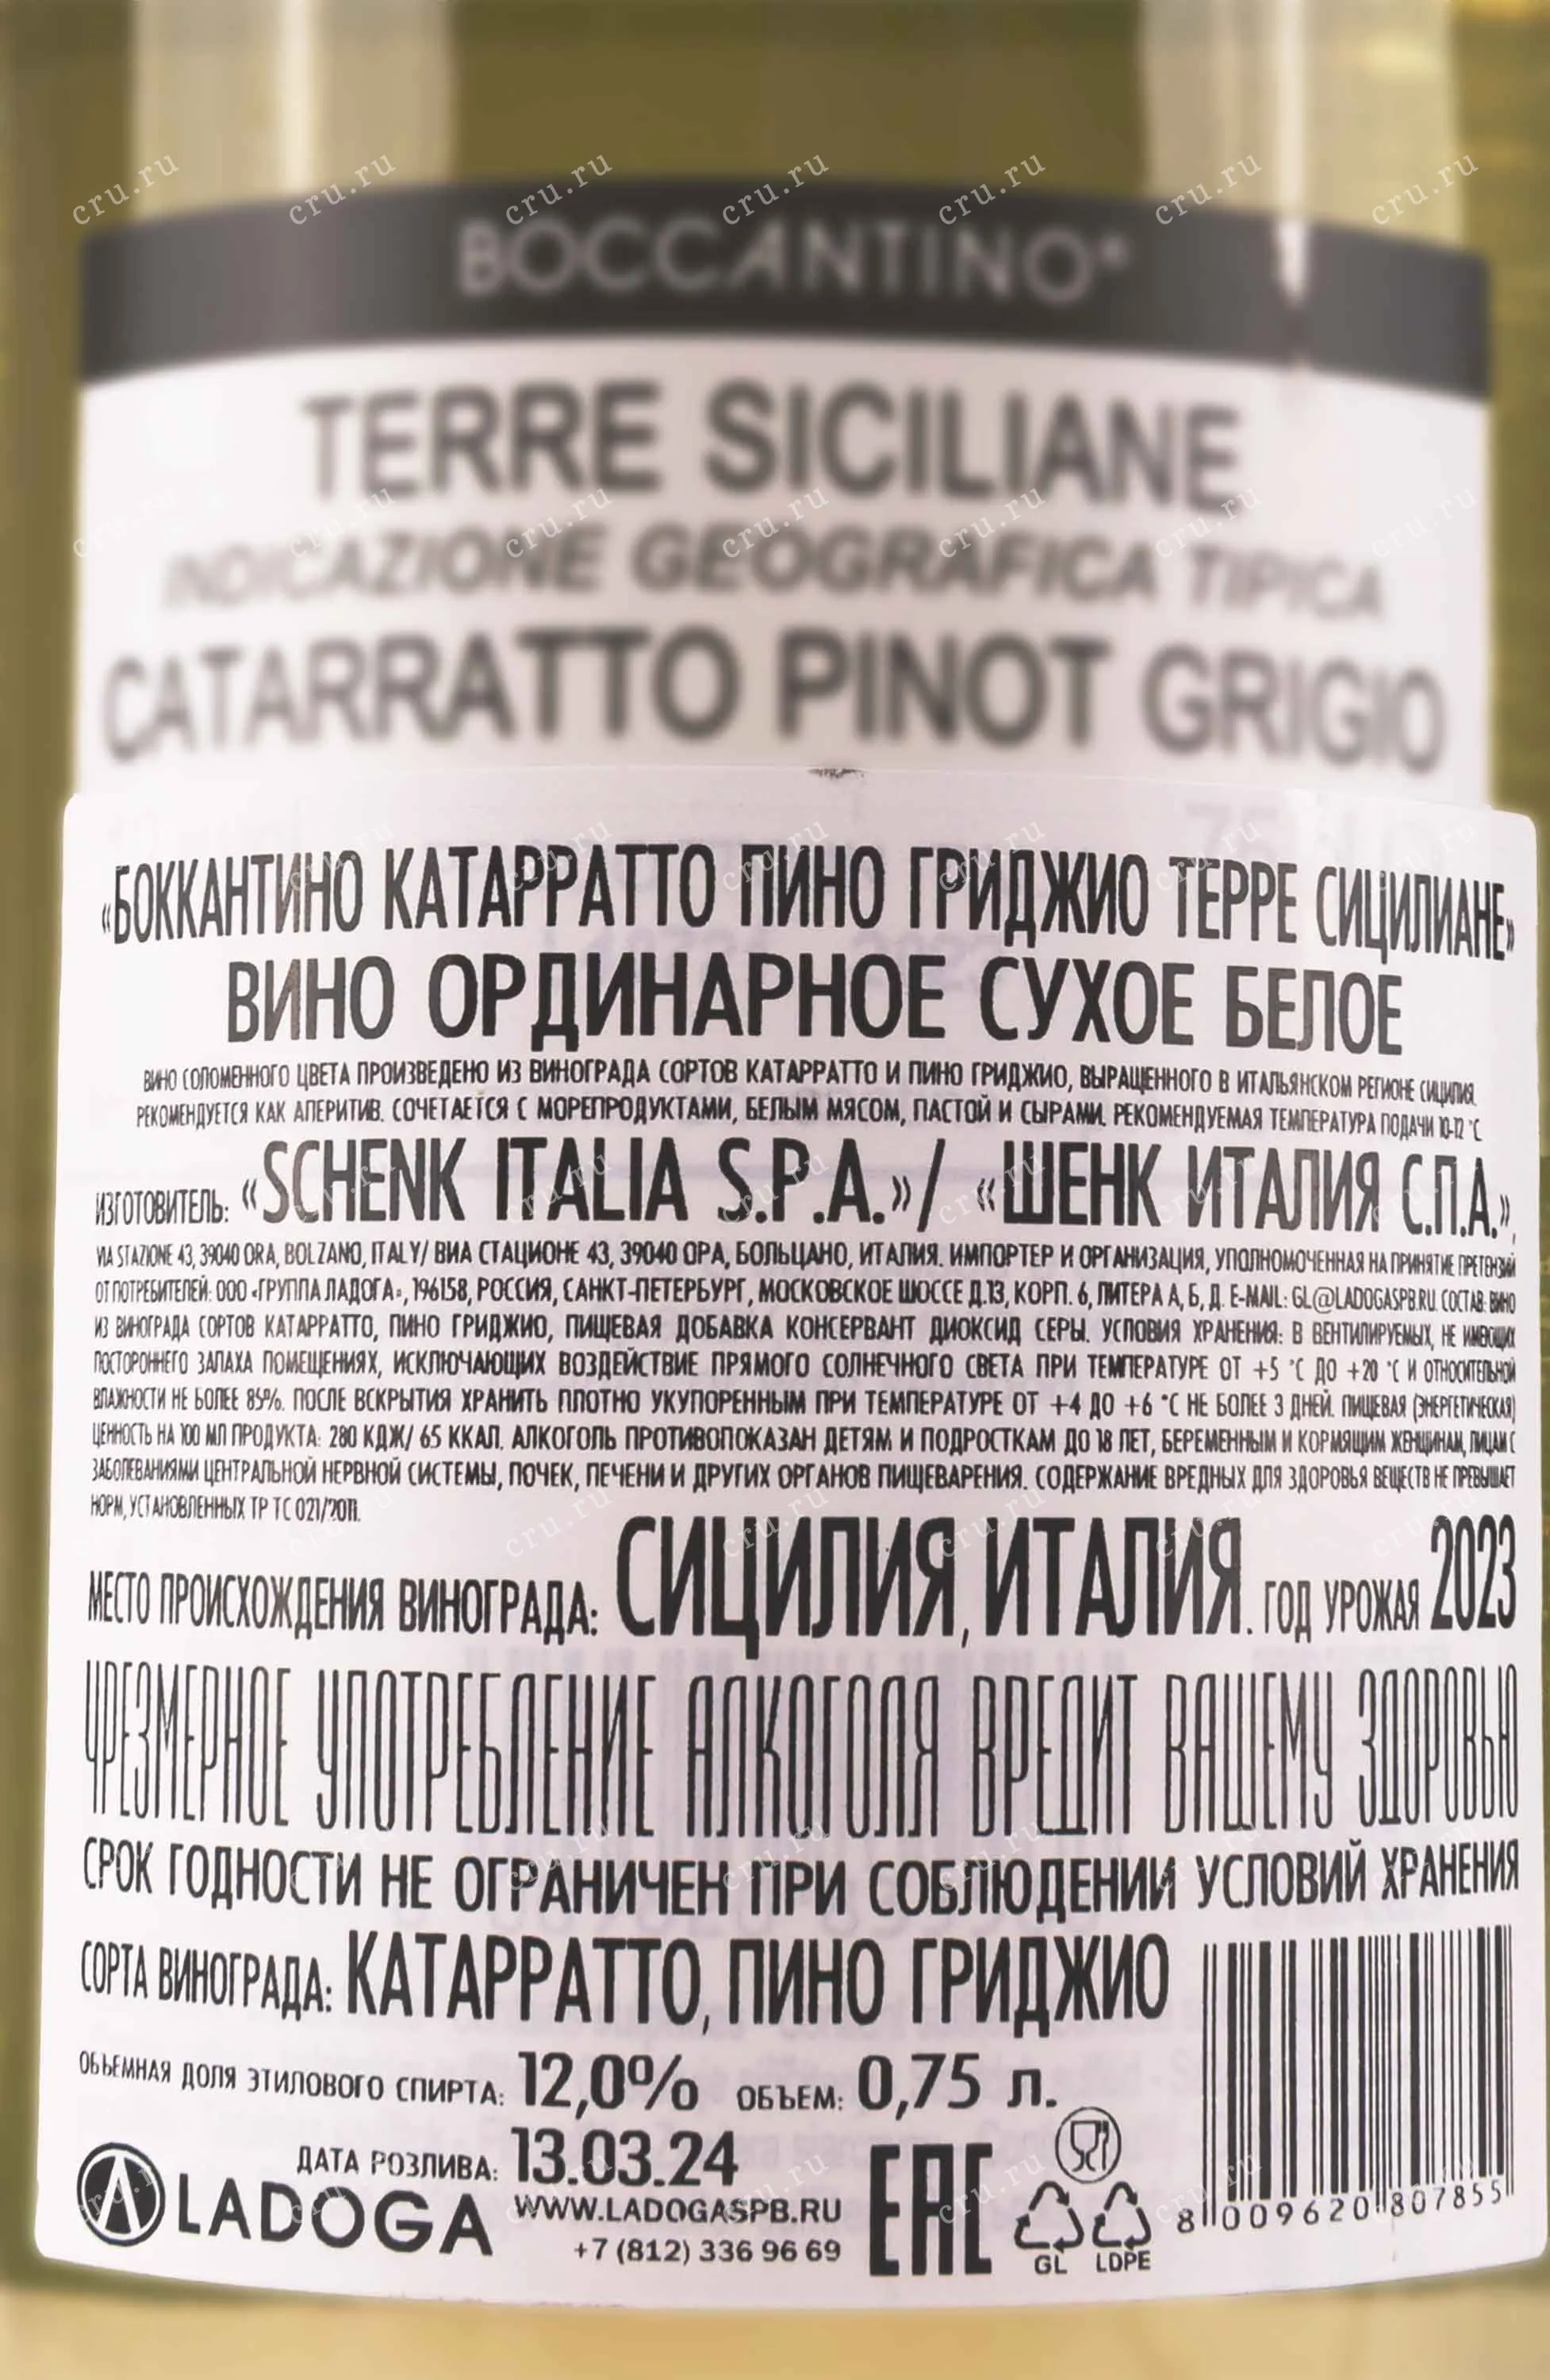 BOCCANTINO®
TERRE SICILIANE
INDICAZIONE GEOGRAFICA TIPICA
CATARRATTO PINOT GRIGIO
«БОККАНТИНО КАТАРРАТТО ПИНО ГРИДЖИО ТЕРРЕ СИЦИЛИАНЕ»
ВИНО ОРДИНАРНОЕ СУХОЕ БЕЛОЕ
ВИНО СОЛОМЕННОГО ЦВЕТА ПРОИЗВЕДЕНО ИЗ ВИНОГРАДА СОРТОВ КАТАРРАТТО И ПИНО ГРИДЖИО, ВЫРАЩЕННОГО В ИТАЛЬЯНСКОМ РЕГИОНЕ СИЦИЛИЯ.
РЕКОМЕНДУЕТСЯ КАК АПЕРИТИВ. СОЧЕТАЕТСЯ С МОРЕПРОДУКТАМИ, БЕЛЫМ МЯСОМ, ПАСТОЙ И СЫРАМИ. РЕКОМЕНДУЕМАЯ ТЕМПЕРАТУРА ПОДАЧИ 10-12 °С
ИЗГОТОВИТЕЛЬ: «SCHENK ITALIA S.P.A.»/ «ШЕНК ИТАЛИЯ С.П.А.»,
VIA STAZIONE 43, 39040 ORA, BOLZANO, ITALY/ ВИА СТАЦИОНЕ 43, 39040 ОРА, БОЛЬЦАНО, ИТАЛИЯ. ИМПОРТЕР И ОРГАНИЗАЦИЯ, УПОЛНОМОЧЕННАЯ НА ПРИНЯТИЕ ПРЕТЕНЗИЙ
ОТ ПОТРЕБИТЕЛЕЙ: ООО «ГРУППА ЛАДОГА», 196158, РОССИЯ, САНКТ-ПЕТЕРБУРГ, МОСКОВСКОЕ ШОССЕ Д.13, КОРП. 6, ЛИТЕРА А, Б, Д. E-MAIL: GL@LADOGASPB.RU. СОСТАВ: ВИНО
ИЗ ВИНОГРАДА СОРТОВ КАТАРРАТТО, ПИНО ГРИДЖИО, ПИЩЕВАЯ ДОБАВКА КОНСЕРВАНТ ДИОКСИД СЕРЫ. УСЛОВИЯ ХРАНЕНИЯ: В ВЕНТИЛИРУЕМЫХ, НЕ ИМЕЮЩИХ
ПОСТОРОННЕГО ЗАПАХА ПОМЕЩЕНИЯХ, ИСКЛЮЧАЮЩИХ ВОЗДЕЙСТВИЕ ПРЯМОГО СОЛНЕЧНОГО СВЕТА ПРИ ТЕМПЕРАТУРЕ ОТ +5 °С ДО +20 °С И ОТНОСИТЕЛЬНОЙ
ВЛАЖНОСТИ НЕ БОЛЕЕ 85%. ПОСЛЕ ВСКРЫТИЯ ХРАНИТЬ ПЛОТНО УКУПОРЕННЫМ ПРИ ТЕМПЕРАТУРЕ ОТ +4 ДО +6 °С НЕ БОЛЕЕ 3 ДНЕЙ. ПИЩЕВАЯ (ЭНЕРГЕТИЧЕСКАЯ)
ЦЕННОСТЬ НА 100 МЛ ПРОДУКТА: 280 КДЖ/ 65 ККАЛ. АЛКОГОЛЬ ПРОТИВОПОКАЗАН ДЕТЯМ И ПОДРОСТКАМ ДО 18 ЛЕТ, БЕРЕМЕННЫМ И КОРМЯЩИМ ЖЕНЩИНАМ, ЛИЦАМ С
ЗАБОЛЕВАНИЯМИ ЦЕНТРАЛЬНОЙ НЕРВНОЙ СИСТЕМЫ, ПОЧЕК, ПЕЧЕНИ И ДРУГИХ ОРГАНОВ ПИЩЕВАРЕНИЯ. СОДЕРЖАНИЕ ВРЕДНЫХ ДЛЯ ЗДОРОВЬЯ ВЕЩЕСТВ НЕ ПРЕВЫШАЕТ
НОРМ, УСТАНОВЛЕННЫХ ТР ТС 021/2011.
МЕСТО ПРОИСХОЖДЕНИЯ ВИНОГРАДА: СИЦИЛИЯ, ИТАЛИЯ. ГОД УРОЖАЯ 2023
ЧРЕЗМЕРНОЕ УПОТРЕБЛЕНИЕ АЛКОГОЛЯ ВРЕДИТ ВАШЕМУ ЗДОРОВЬЮ
СРОК ГОДНОСТИ НЕ ОГРАНИЧЕН ПРИ СОБЛЮДЕНИИ УСЛОВИЙ ХРАНЕНИЯ
СОРТА ВИНОГРАДА: КАТАРРАТТО, ПИНО ГРИДЖИО
ОБЪЕМНАЯ ДОЛЯ ЭТИЛОВОГО СПИРТА: 12,0% ОБЪЕМ: 0,75 Л.
ДАТА РОЗЛИВА: 13.03.24
LADOGA
WWW.LADOGASPB.RU
+7 (812) 336 96 69
EAC
GL LDPE
8 009620 807855
cru.ru